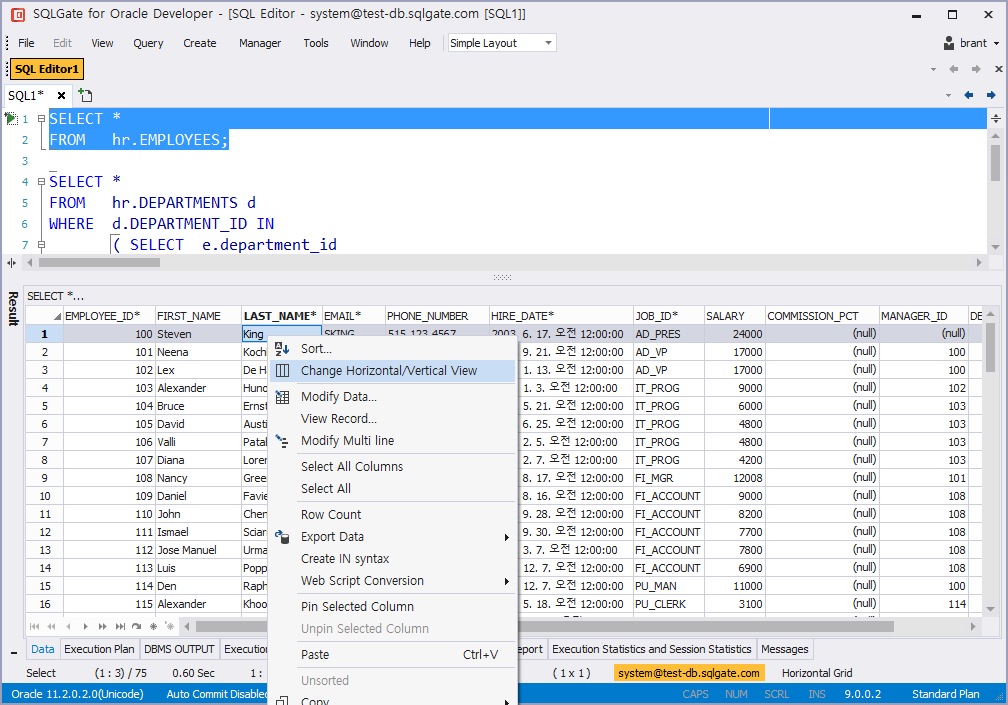 SQLGate for Oracle Developer - [SQL Editor - system@test-db.sqlgate.com [SQL1]]
File Edit View Query Create Manager Tools Window Help Simple Layout brant
SQL Editor1
SQL1*
1 SELECT *
2 FROM hr.EMPLOYEES;
3
4 SELECT *
5 FROM hr.DEPARTMENTS d
6 WHERE d.DEPARTMENT_ID IN
7 ( SELECT e.department_id
Result
SELECT *...
EMPLOYEE_ID* FIRST_NAME LAST_NAME* EMAIL* PHONE_NUMBER HIRE_DATE* JOB_ID* SALARY COMMISSION_PCT MANAGER_ID DE
1 100 Steven King SKING 515.123.4567 2003. 6. 17. 오전 12:00:00 AD_PRES 24000 (null) (null)
2 101 Neena Koch 9. 21. 오전 12:00:00 AD_VP 17000 (null) 100
3 102 Lex De H 1. 13. 오전 12:00:00 AD_VP 17000 (null) 100
4 103 Alexander Huno 1. 3. 오전 12:00:00 IT_PROG 9000 (null) 102
5 104 Bruce Ernst 5. 21. 오전 12:00:00 IT_PROG 6000 (null) 103
6 105 David Austi 6. 25. 오전 12:00:00 IT_PROG 4800 (null) 103
7 106 Valli Patal 2. 5. 오전 12:00:00 IT_PROG 4800 (null) 103
8 107 Diana Loren 2. 7. 오전 12:00:00 IT_PROG 4200 (null) 103
9 108 Nancy Gree 8. 17. 오전 12:00:00 FI_MGR 12008 (null) 101
10 109 Daniel Favie 8. 16. 오전 12:00:00 FI_ACCOUNT 9000 (null) 108
11 110 John Chen 9. 28. 오전 12:00:00 FI_ACCOUNT 8200 (null) 108
12 111 Ismael Sciar 9. 30. 오전 12:00:00 FI_ACCOUNT 7700 (null) 108
13 112 Jose Manuel Urma 3. 7. 오전 12:00:00 FI_ACCOUNT 7800 (null) 108
14 113 Luis Popp 12. 7. 오전 12:00:00 FI_ACCOUNT 6900 (null) 108
15 114 Den Raph 12. 7. 오전 12:00:00 PU_MAN 11000 (null) 100
16 115 Alexander Khoo 5. 18. 오전 12:00:00 PU_CLERK 3100 (null) 114
Sort...
Change Horizontal/Vertical View
Modify Data...
View Record...
Modify Multi line
Select All Columns
Select All
Row Count
Export Data
Create IN syntax
Web Script Conversion
Pin Selected Column
Unpin Selected Column
Paste Ctrl+V
Unsorted
Copy
Data Execution Plan DBMS OUTPUT Execution port Execution Statistics and Session Statistics Messages
Select (1 : 3) / 75 0.60 Sec 1 : (1 x 1) system@test-db.sqlgate.com Horizontal Grid
Oracle 11.2.0.2.0(Unicode) Auto Commit Disabled CAPS NUM SCRL INS 9.0.0.2 Standard Plan